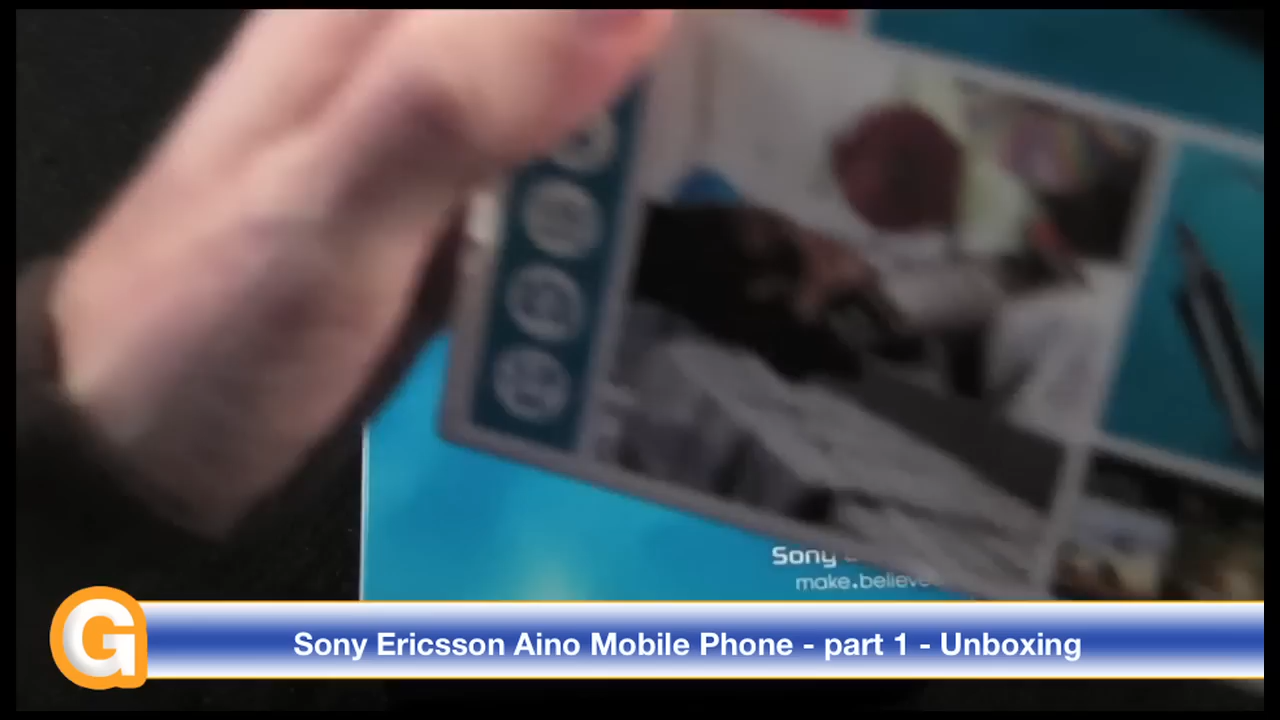 Sony
make.believe
G
Sony Ericsson Aino Mobile Phone - part 1 - Unboxing